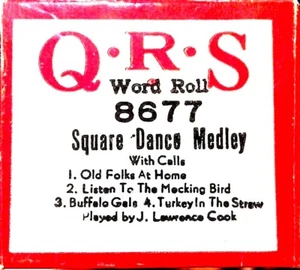 Q·R·S
Word Roll
8677
Square Dance Medley
With Calls
1. Old Folks At Home
2. Listen To The Mocking Bird
3. Buffalo Gals 4. Turkey In The Straw
Played by J. Lawrence Cook